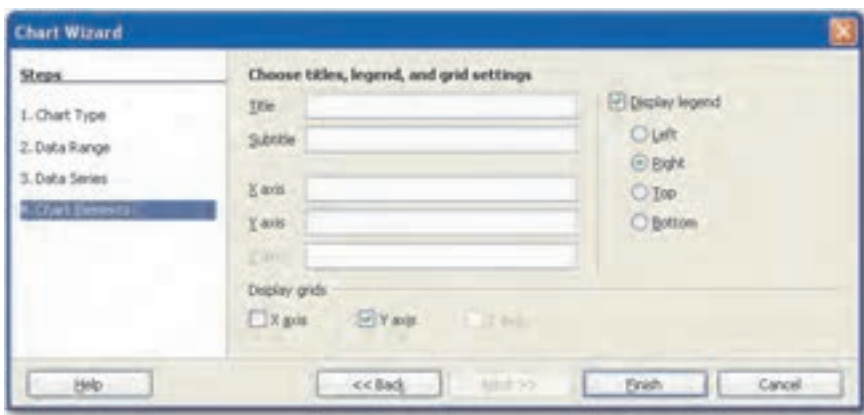 Chart Wizard
Steps
1. Chart Type
2. Data Range
3. Data Series
4. Chart Elements
Choose titles, legend, and grid settings
Title
Subtitle
X axis
Y axis
Z axis
Display legend
Left
Right
Top
Bottom
Display grids
X axis
Y axis
Z axis
Help
<< Back
Next >>
Finish
Cancel